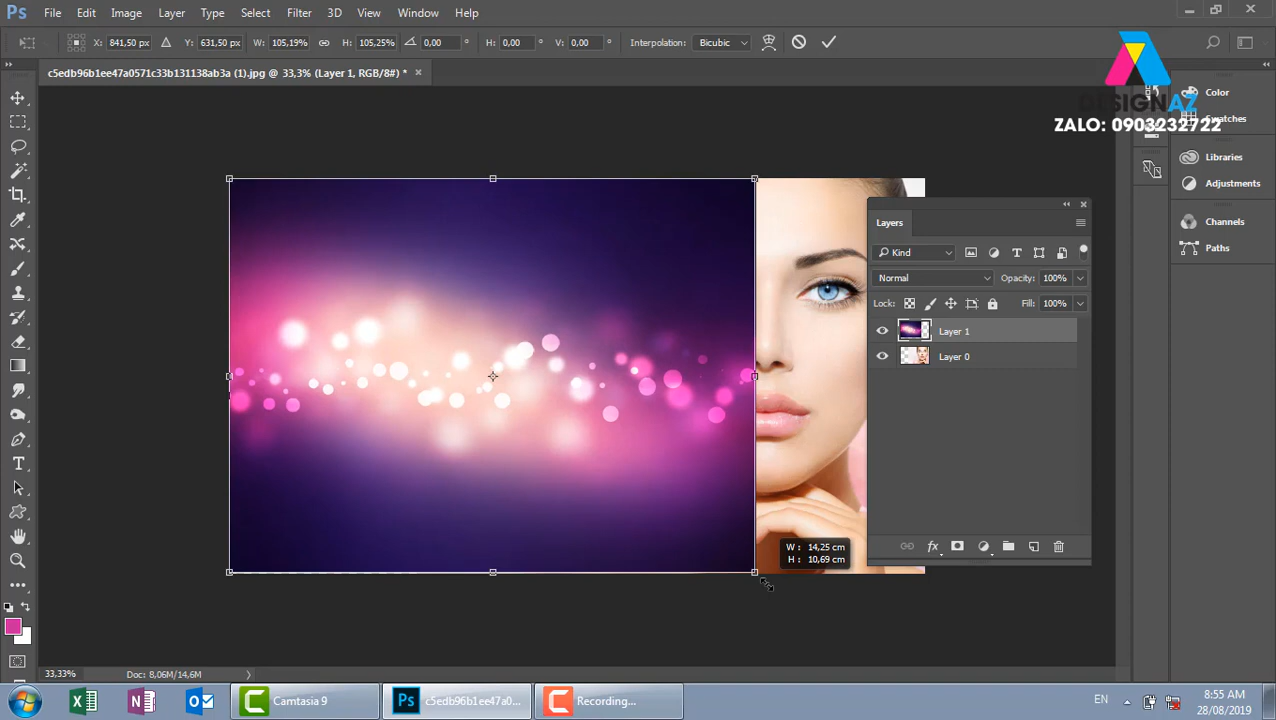 Ps File Edit Image Layer Type Select Filter 3D View Window Help
X: 841,50 px Y: 631,50 px W: 105,19% H: 105,25% 0,00 ° H: 0,00 ° V: 0,00 ° Interpolation: Bicubic
c5edb96b1ee47a0571c33b131138ab3a (1).jpg @ 33,3% (Layer 1, RGB/8#) *
DESIGNAZ
ZALO: 0903232722
Color
Swatches
Libraries
Adjustments
Channels
Paths
Layers
Kind
Normal Opacity: 100%
Lock: Fill: 100%
Layer 1
Layer 0
W : 14,25 cm
H : 10,69 cm
fx
33,33% Doc: 8,06M/14,6M
Camtasia 9
Ps c5edb96b1ee47a0...
Recording...
EN
8:55 AM
28/08/2019